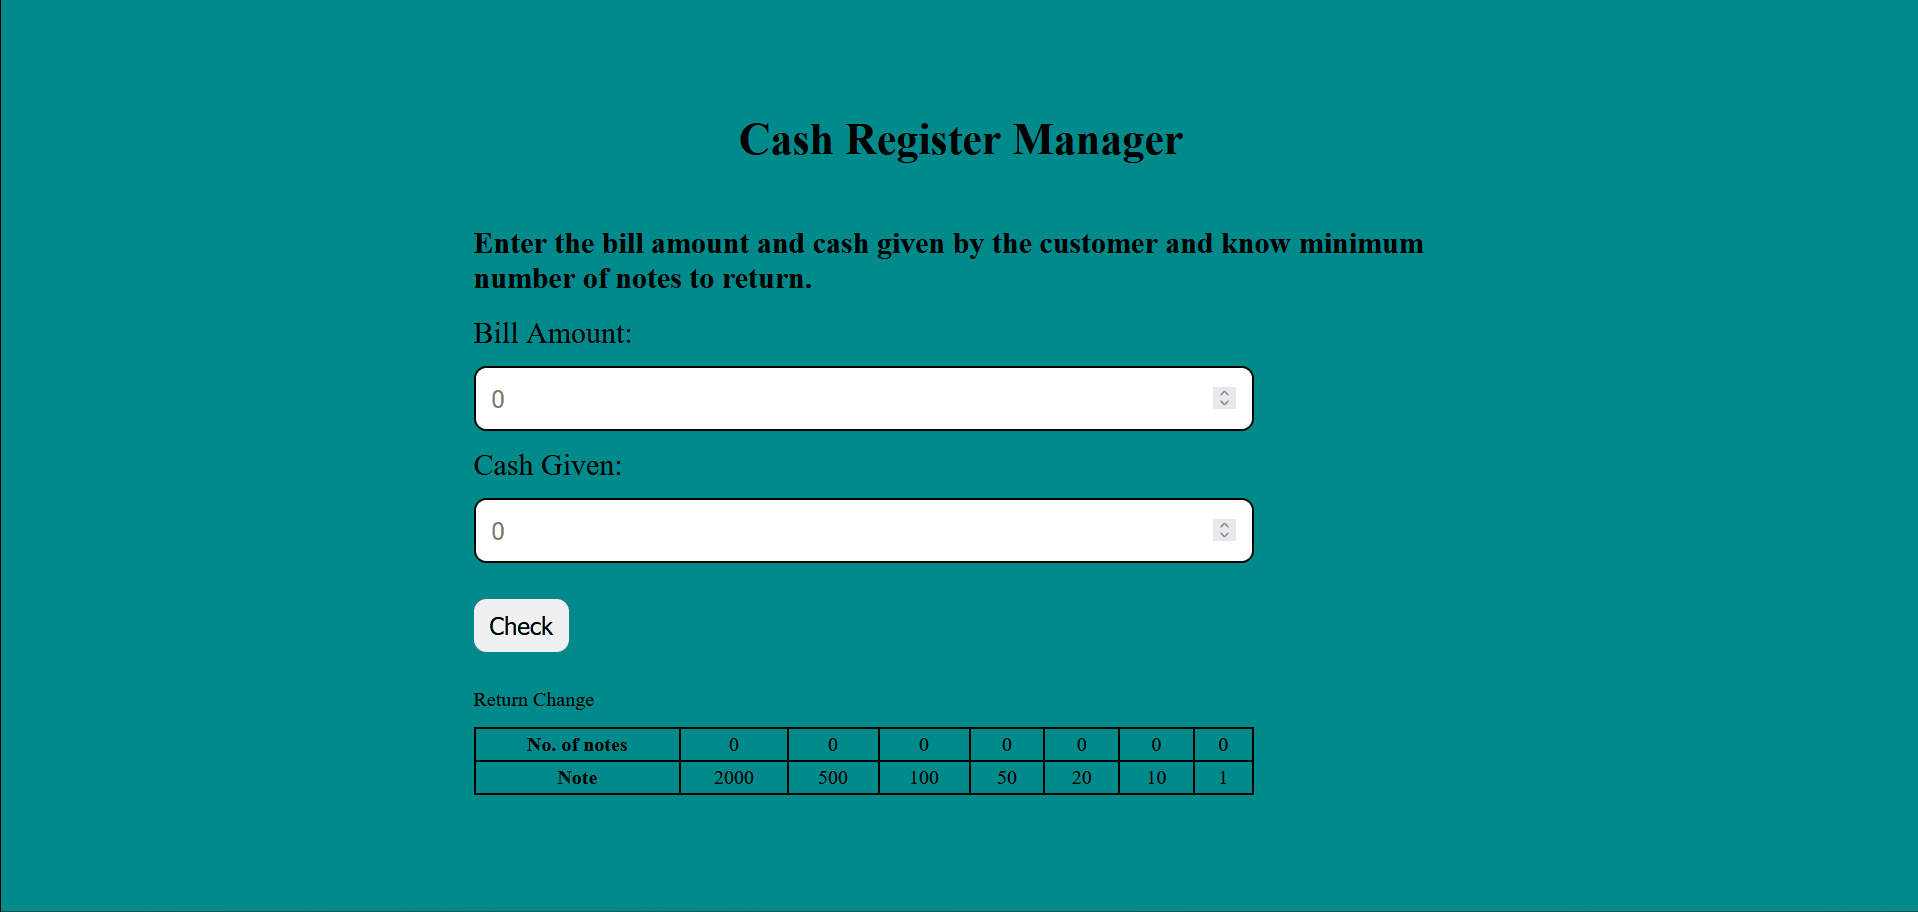 Cash Register Manager
Enter the bill amount and cash given by the customer and know minimum
number of notes to return.
Bill Amount:
0
Cash Given:
0
Check
Return Change
No. of notes 0 0 0 0 0 0 0
Note 2000 500 100 50 20 10 1